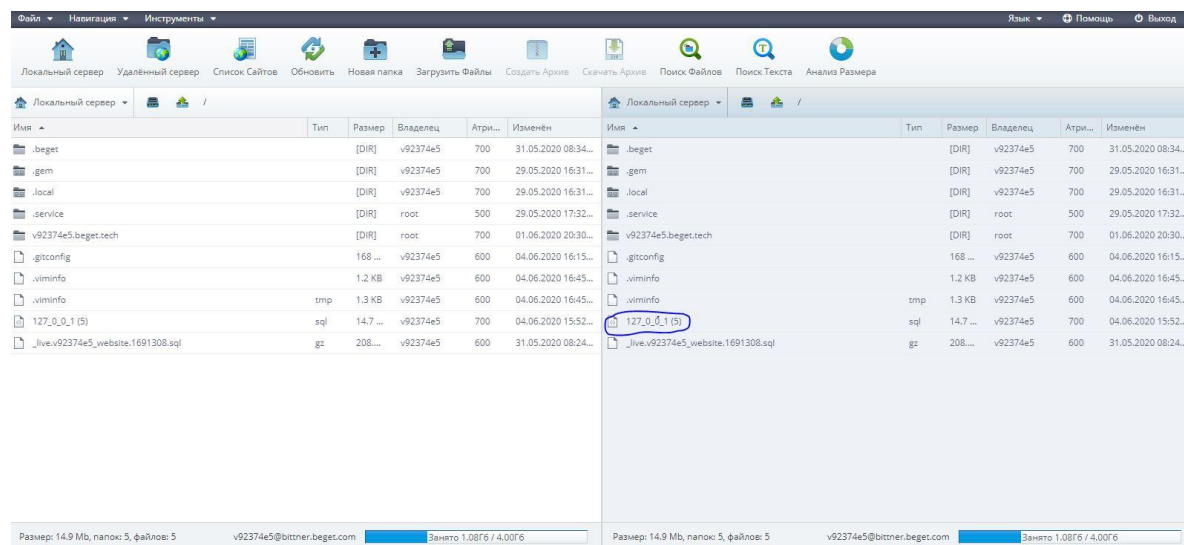 Файл Навигация Инструменты Язык Помощь Выход
Локальный сервер Удалённый сервер Список Сайтов Обновить Новая папка Загрузить Файлы Создать Архив Скачать Архив Поиск Файлов Поиск Текста Анализ Размера
Локальный сервер / Локальный сервер /
Имя Тип Размер Владелец Атри... Изменён Имя Тип Размер Владелец Атри... Изменён
.beget [DIR] v92374e5 700 31.05.2020 08:34... .beget [DIR] v92374e5 700 31.05.2020 08:34..
.gem [DIR] v92374e5 700 29.05.2020 16:31... .gem [DIR] v92374e5 700 29.05.2020 16:31..
.local [DIR] v92374e5 700 29.05.2020 16:31... .local [DIR] v92374e5 700 29.05.2020 16:31..
.service [DIR] root 500 29.05.2020 17:32... .service [DIR] root 500 29.05.2020 17:32..
v92374e5.beget.tech [DIR] root 700 01.06.2020 20:30... v92374e5.beget.tech [DIR] root 700 01.06.2020 20:30..
.gitconfig 168 ... v92374e5 600 04.06.2020 16:15... .gitconfig 168 ... v92374e5 600 04.06.2020 16:15..
.viminfo 1.2 KB v92374e5 600 04.06.2020 16:45... .viminfo 1.2 KB v92374e5 600 04.06.2020 16:45..
.viminfo tmp 1.3 KB v92374e5 600 04.06.2020 16:45... .viminfo tmp 1.3 KB v92374e5 600 04.06.2020 16:45..
127_0_0_1 (5) sql 14.7 ... v92374e5 700 04.06.2020 15:52... 127_0_0_1 (5) sql 14.7 ... v92374e5 700 04.06.2020 15:52..
_live.v92374e5_website.1691308.sql gz 208.... v92374e5 600 31.05.2020 08:24... _live.v92374e5_website.1691308.sql gz 208.... v92374e5 600 31.05.2020 08:24..
Размер: 14.9 Mb, папок: 5, файлов: 5 v92374e5@bittner.beget.com Занято 1.08Гб / 4.00Гб Размер: 14.9 Mb, папок: 5, файлов: 5 v92374e5@bittner.beget.com Занято 1.08Гб / 4.00Гб